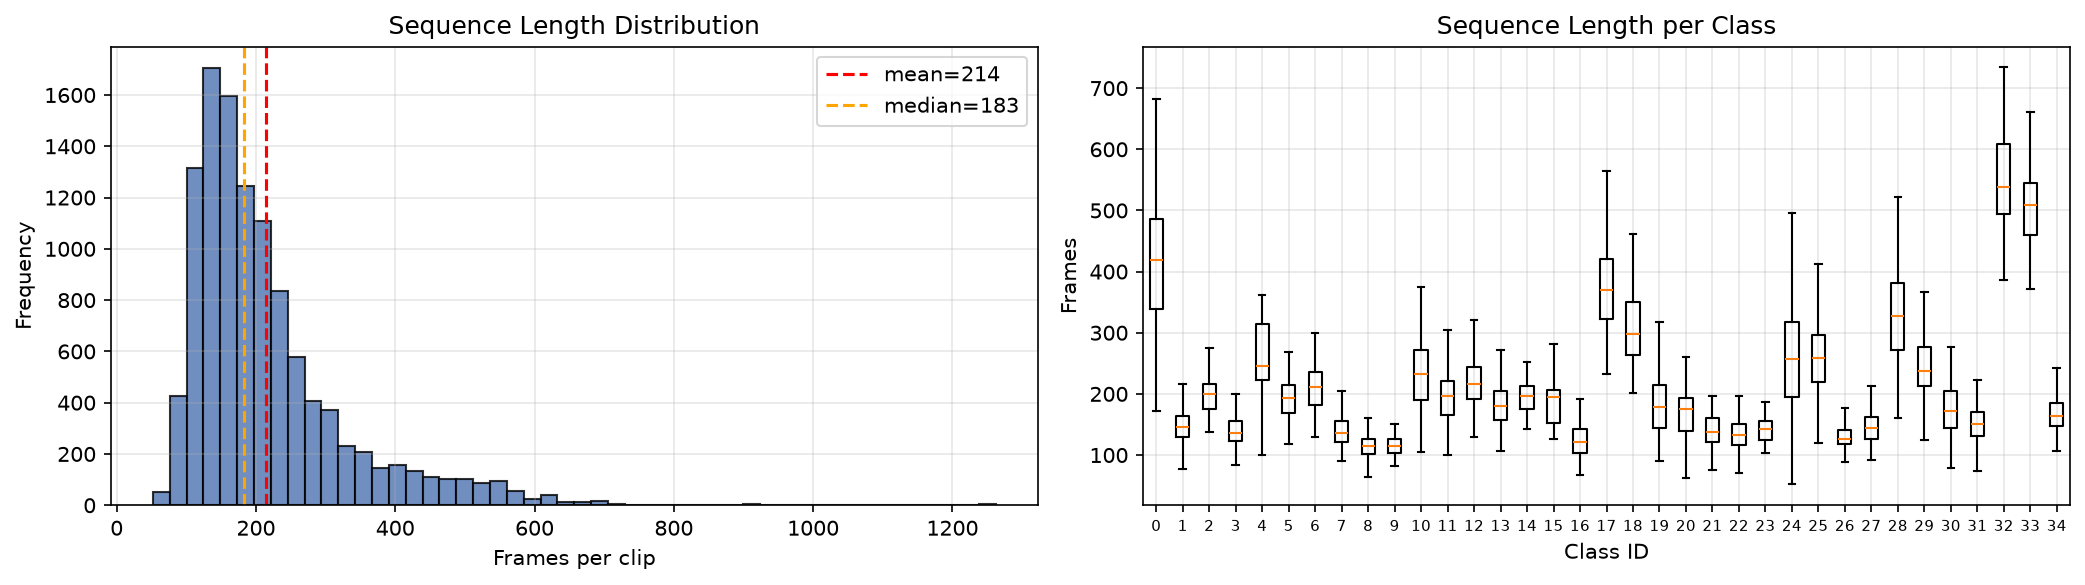 Sequence Length Distribution
mean=214
median=183
Frequency
1600
1400
1200
1000
800
600
400
200
0
0 200 400 600 800 1000 1200
Frames per clip
Sequence Length per Class
Frames
700
600
500
400
300
200
100
0 1 2 3 4 5 6 7 8 9 10 11 12 13 14 15 16 17 18 19 20 21 22 23 24 25 26 27 28 29 30 31 32 33 34
Class ID